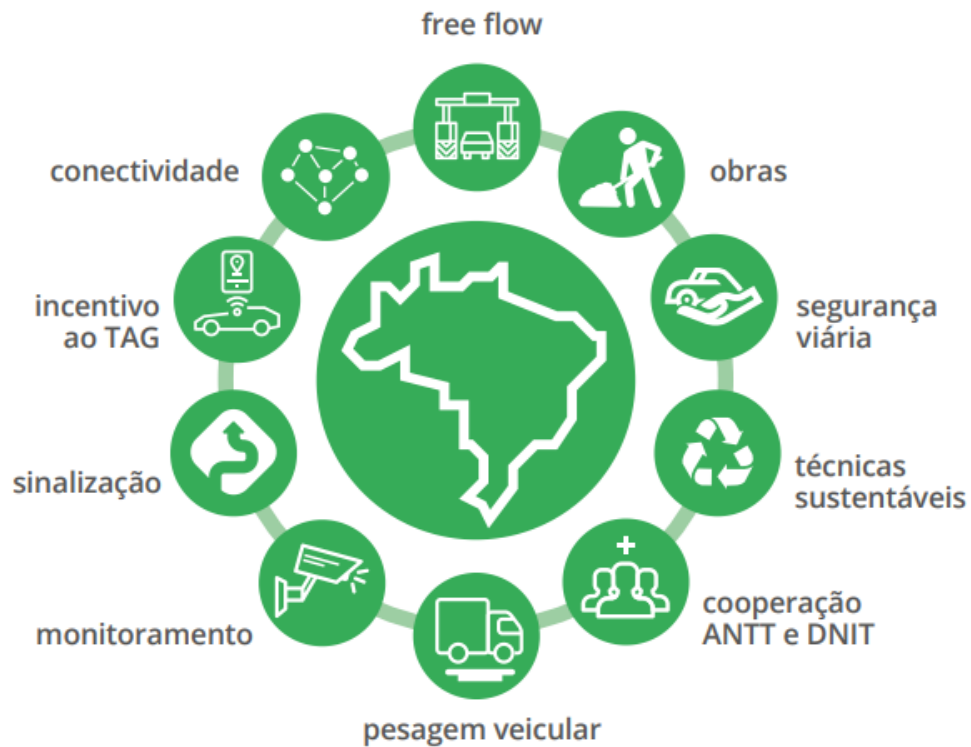 free flow
conectividade
obras
incentivo
ao TAG
segurança
viária
sinalização
técnicas
sustentáveis
monitoramento
cooperação
ANTT e DNIT
pesagem veicular